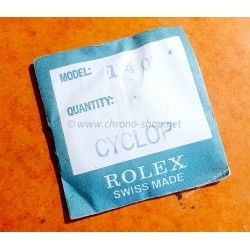 MODEL: 140
© www.chrono-shop.net
QUANTITY:
CYCLOP
ROLEX
SWISS MADE